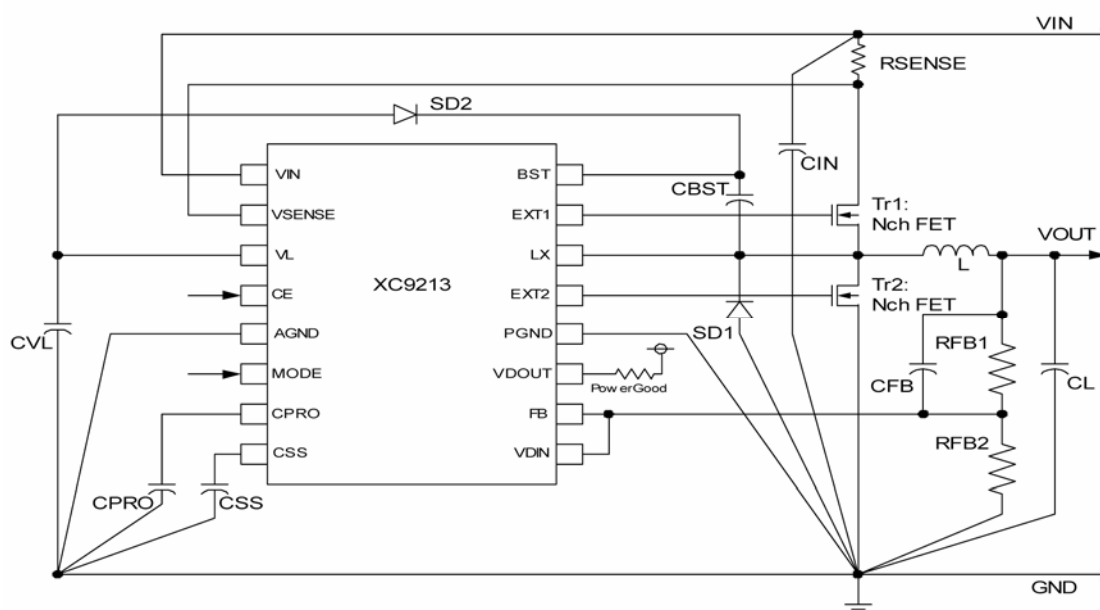 VIN
RSENSE
SD2
CIN
VIN
BST
CBST
VSENSE
EXT1
Tr1:
Nch FET
VL
LX
VOUT
XC9213
L
CE
EXT2
Tr2:
Nch FET
CVL
AGND
PGND
SD1
RFB1
MODE
VDOUT
PowerGood
CFB
CL
CPRO
FB
RFB2
CSS
VDIN
CPRO
CSS
GND